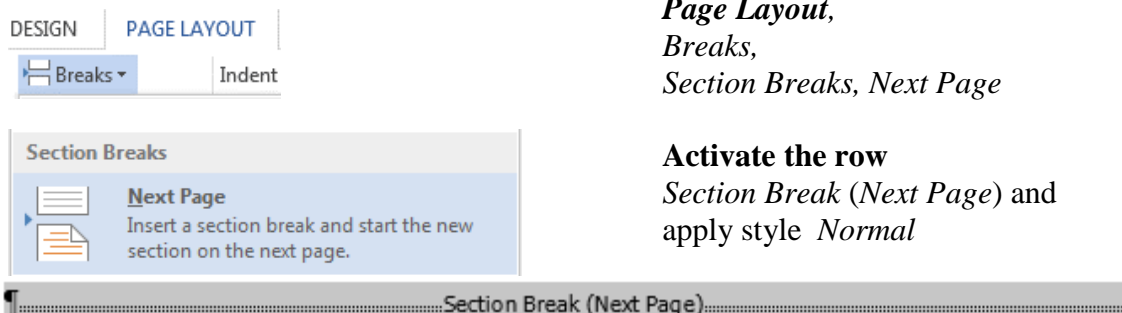 DESIGN PAGE LAYOUT
Breaks Indent
Section Breaks
Next Page
Insert a section break and start the new
section on the next page.
Page Layout,
Breaks,
Section Breaks, Next Page
Activate the row
Section Break (Next Page) and
apply style Normal
¶ Section Break (Next Page)